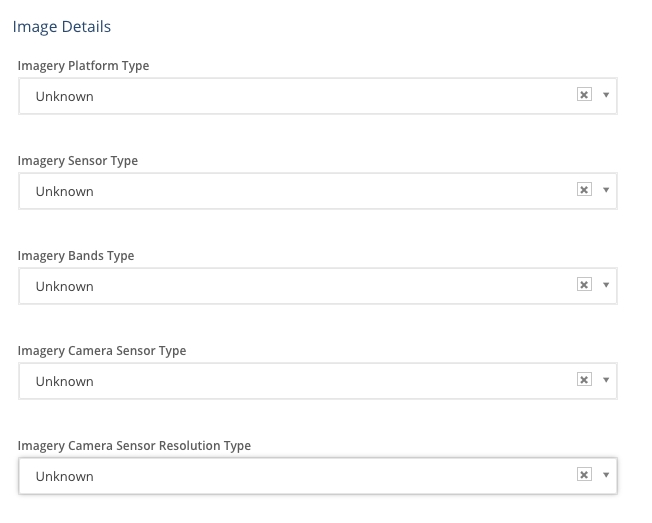 Image Details
Imagery Platform Type
Unknown
Imagery Sensor Type
Unknown
Imagery Bands Type
Unknown
Imagery Camera Sensor Type
Unknown
Imagery Camera Sensor Resolution Type
Unknown